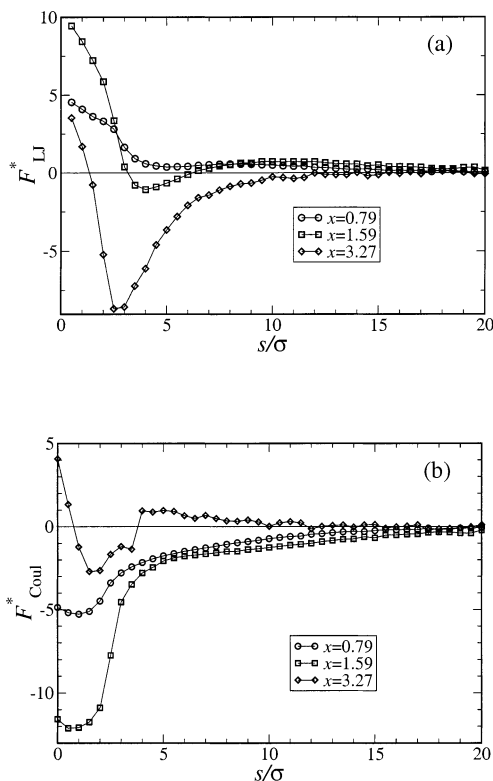 10
5
0
-5
F*LJ
(a)
x=0.79
x=1.59
x=3.27
0 5 10 15 20
s/σ
5
0
-5
-10
F*Coul
(b)
x=0.79
x=1.59
x=3.27
0 5 10 15 20
s/σ